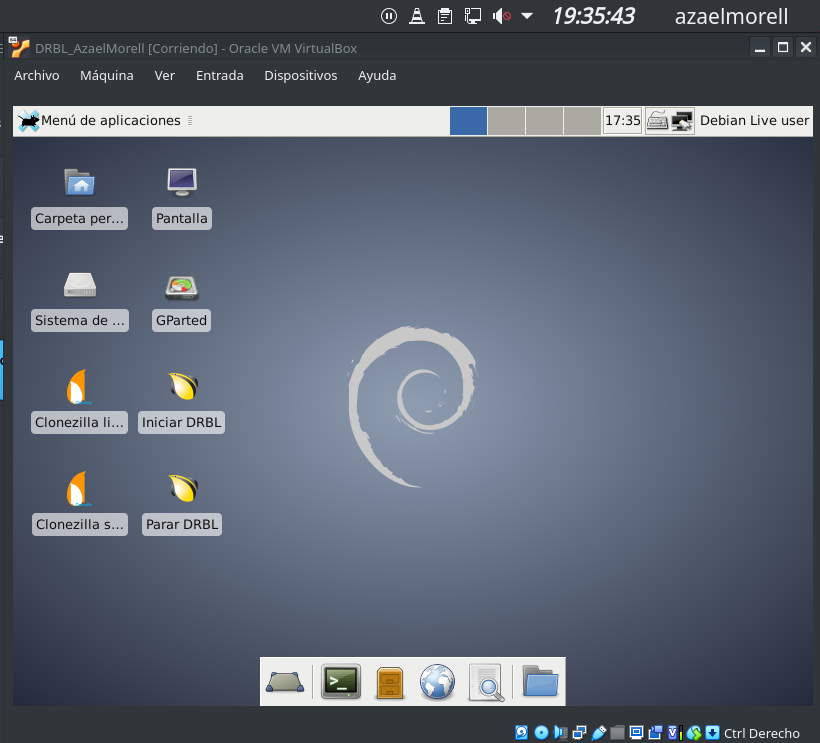 19:35:43 azaelmorell
DRBL_AzaelMorell [Corriendo] - Oracle VM VirtualBox
Archivo Máquina Ver Entrada Dispositivos Ayuda
Menú de aplicaciones 17:35 Debian Live user
Carpeta per... Pantalla
Sistema de ... GParted
Clonezilla li... Iniciar DRBL
Clonezilla s... Parar DRBL
>_
Ctrl Derecho